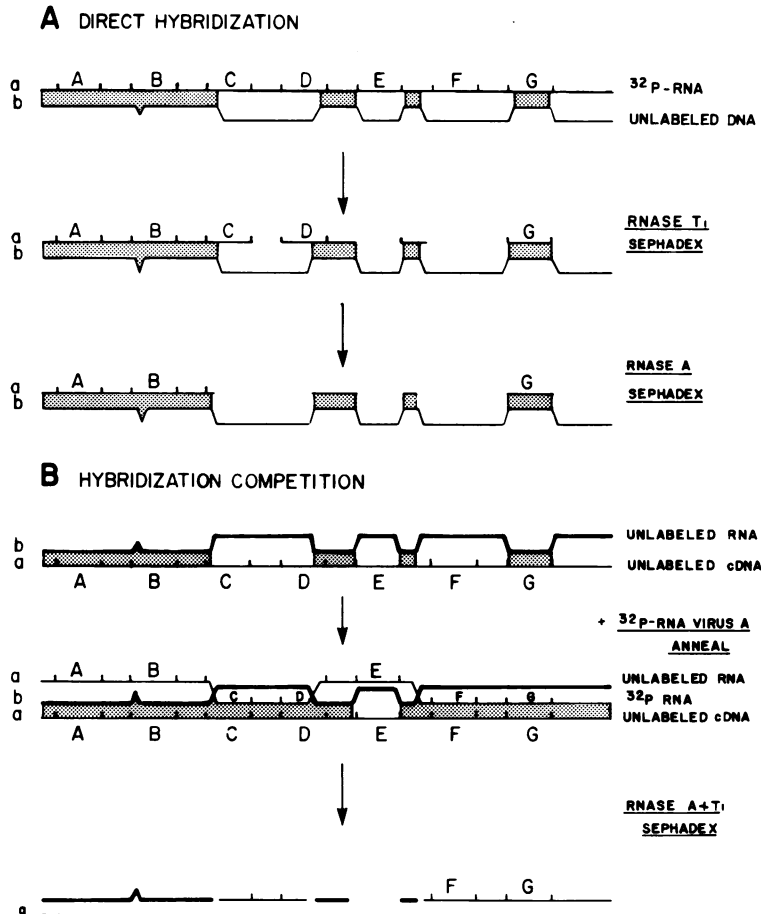 A DIRECT HYBRIDIZATION
a A B C D E F G 32P-RNA
b UNLABELED DNA
a A B C D G RNASE T1
b SEPHADEX
a A B G RNASE A
b SEPHADEX
B HYBRIDIZATION COMPETITION
b UNLABELED RNA
a UNLABELED cDNA
A B C D E F G
+ 32P-RNA VIRUS A
ANNEAL
a A B E UNLABELED RNA
b C D F G 32P RNA
a UNLABELED cDNA
A B C D E F G
RNASE A+T1
SEPHADEX
F G
a